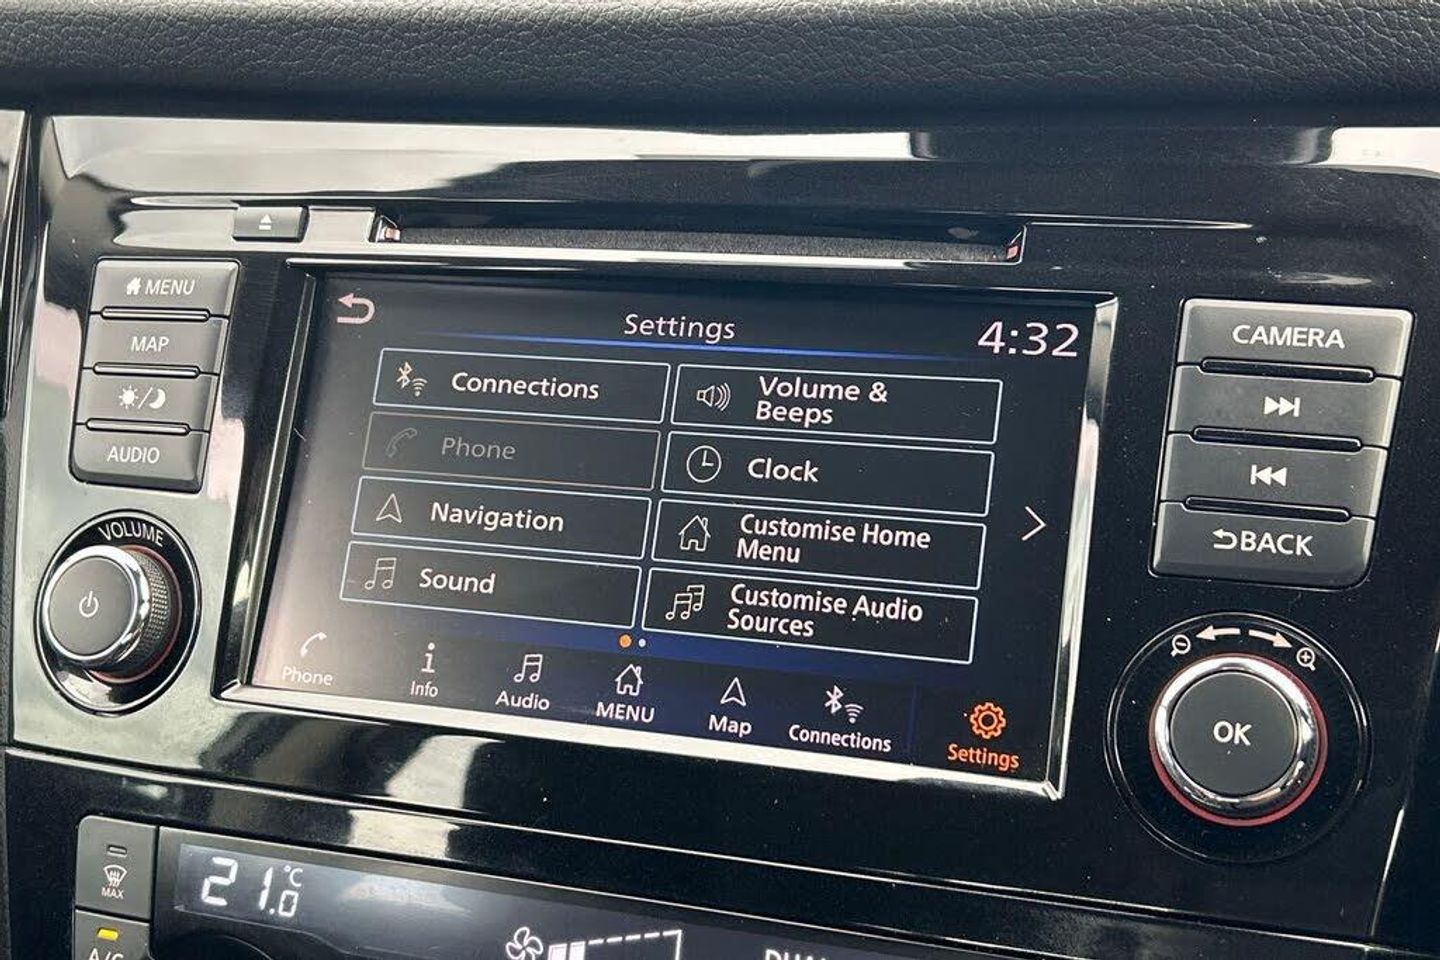 MENU
MAP
AUDIO
VOLUME
Settings
4:32
Connections
Volume &
Beeps
Phone
Clock
Navigation
Customise Home
Menu
Sound
Customise Audio
Sources
Phone
Info
Audio
MENU
Map
Connections
Settings
CAMERA
BACK
OK
MAX
A/C
21.0
°C
DUAL